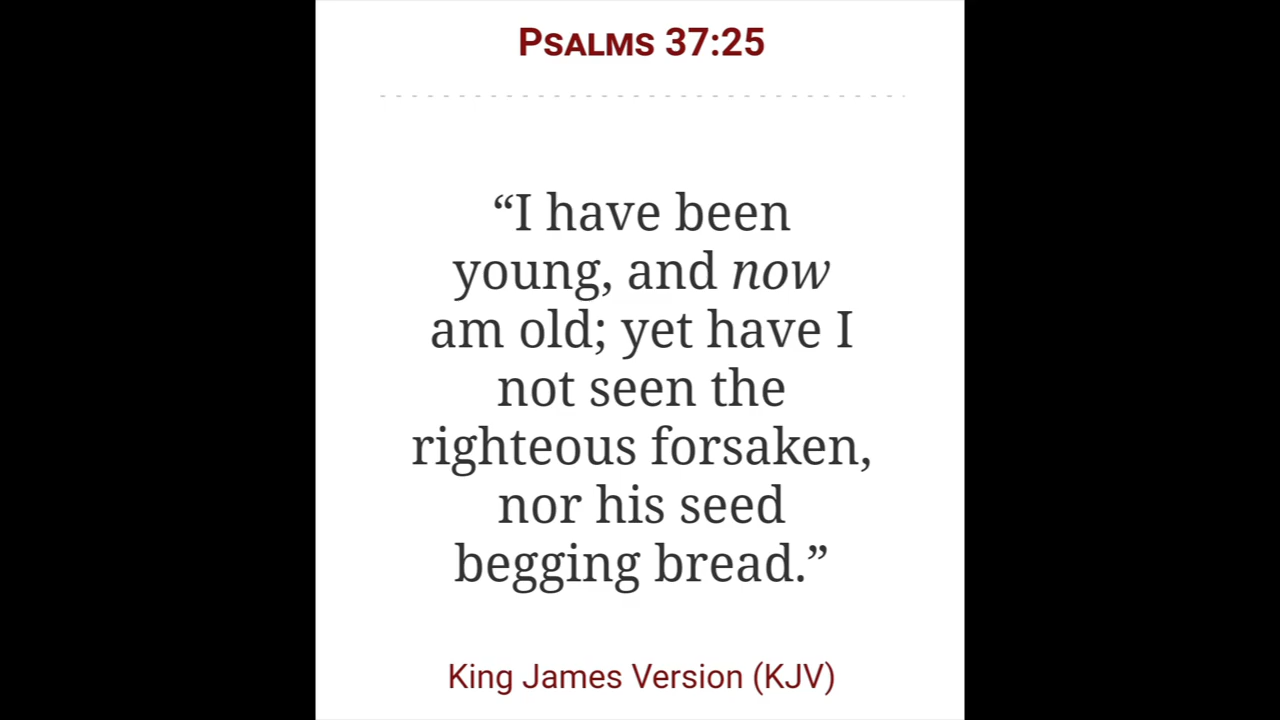 PSALMS 37:25
“I have been
young, and now
am old; yet have I
not seen the
righteous forsaken,
nor his seed
begging bread.”
King James Version (KJV)